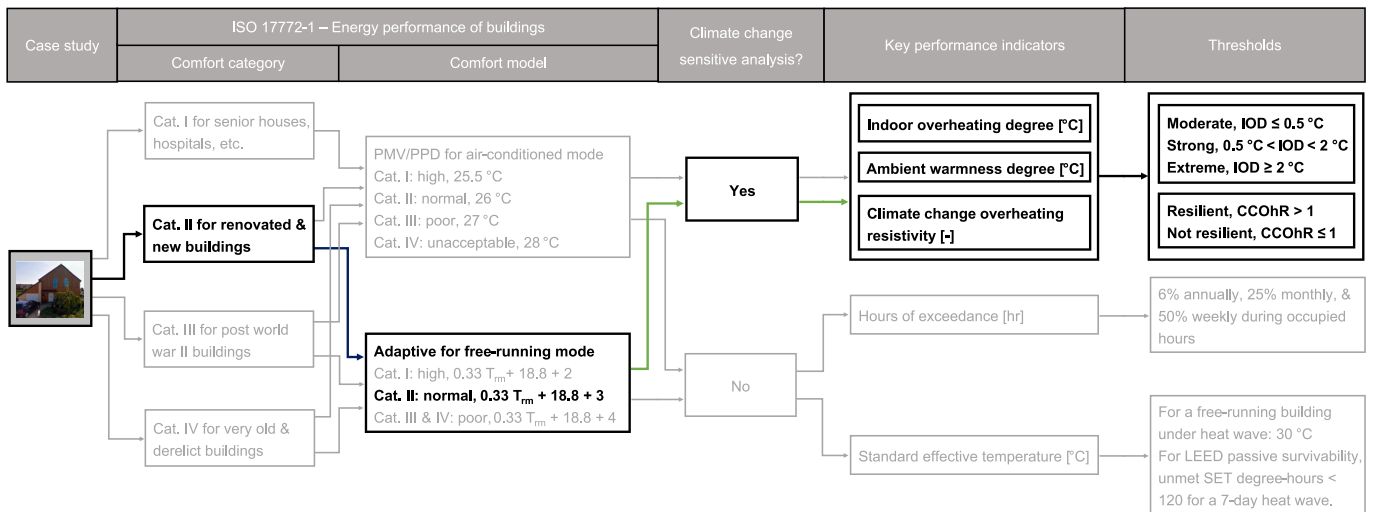 Case study
ISO 17772-1 – Energy performance of buildings
Comfort category
Comfort model
Climate change
sensitive analysis?
Key performance indicators
Thresholds
Cat. I for senior houses,
hospitals, etc.
Cat. II for renovated &
new buildings
Cat. III for post world
war II buildings
Cat. IV for very old &
derelict buildings
PMV/PPD for air-conditioned mode
Cat. I: high, 25.5 °C
Cat. II: normal, 26 °C
Cat. III: poor, 27 °C
Cat. IV: unacceptable, 28 °C
Adaptive for free-running mode
Cat. I: high, 0.33 Trm+ 18.8 + 2
Cat. II: normal, 0.33 Trm + 18.8 + 3
Cat. III & IV: poor, 0.33 Trm + 18.8 + 4
Yes
No
Indoor overheating degree [°C]
Ambient warmness degree [°C]
Climate change overheating
resistivity [-]
Hours of exceedance [hr]
Standard effective temperature [°C]
Moderate, IOD ≤ 0.5 °C
Strong, 0.5 °C < IOD < 2 °C
Extreme, IOD ≥ 2 °C
Resilient, CCOhR > 1
Not resilient, CCOhR ≤ 1
6% annually, 25% monthly, &
50% weekly during occupied
hours
For a free-running building
under heat wave: 30 °C
For LEED passive survivability,
unmet SET degree-hours <
120 for a 7-day heat wave.